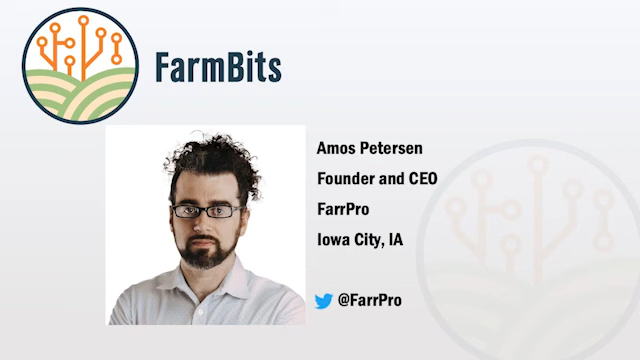 FarmBits
Amos Petersen
Founder and CEO
FarrPro
Iowa City, IA
@FarrPro